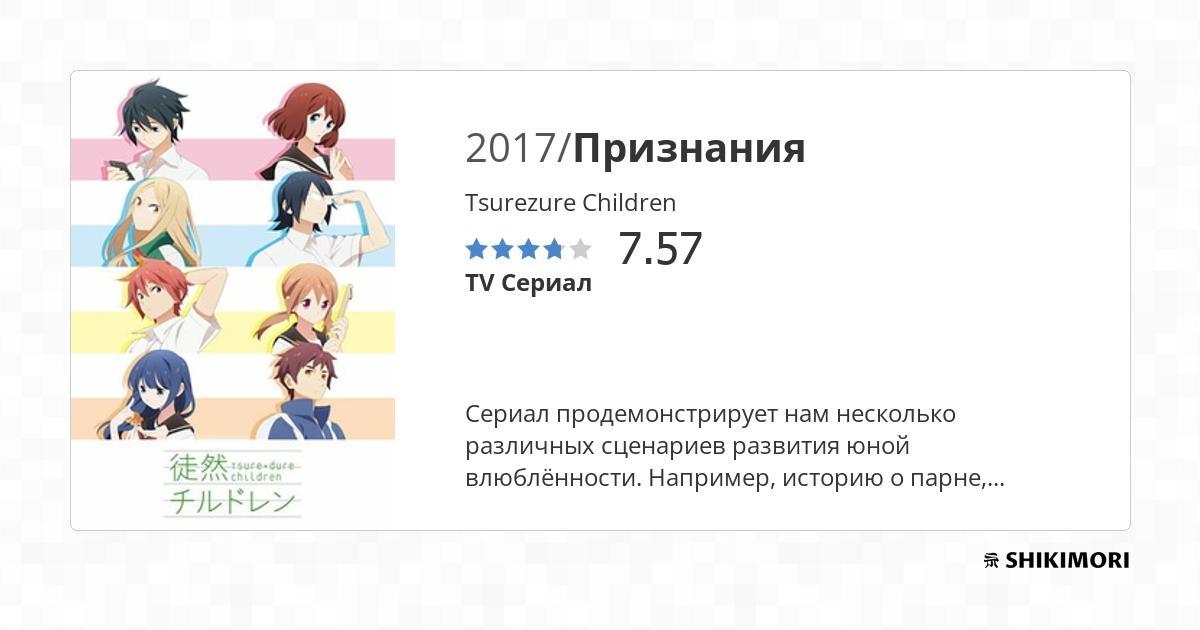 2017/Признания
Tsurezure Children
7.57
TV Сериал
Сериал продемонстрирует нам несколько
различных сценариев развития юной
влюблённости. Например, историю о парне,...
徒然 tsure×dure
children
チルドレン
SHIKIMORI